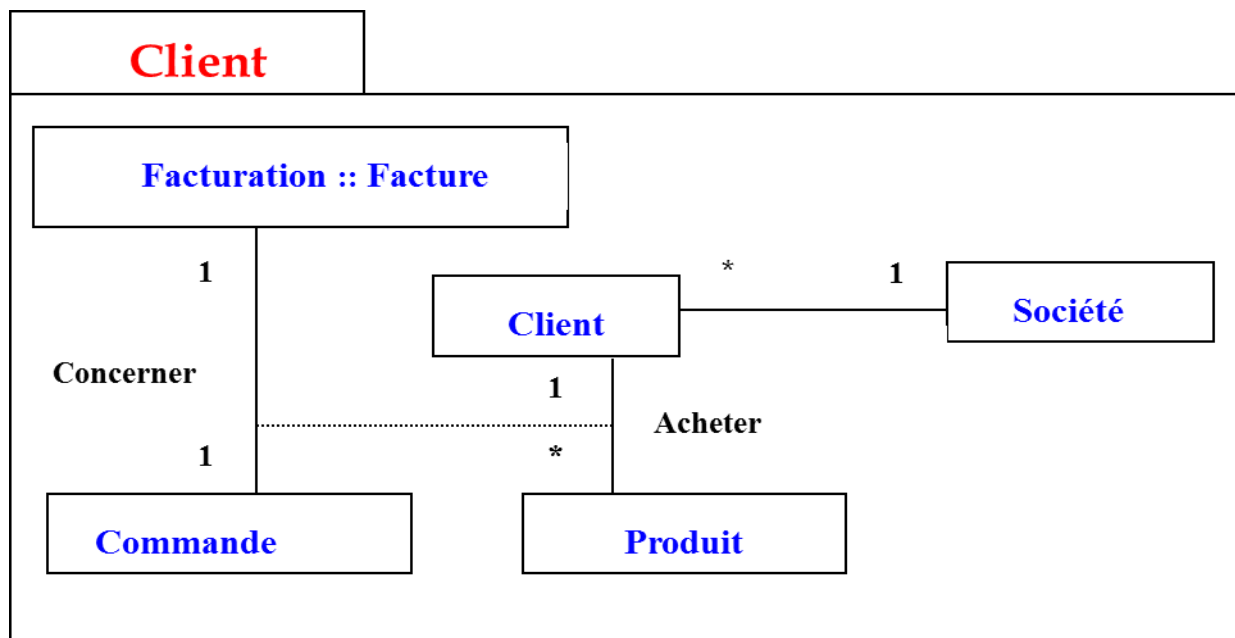 Client
Facturation :: Facture
1
*
1
Client
Société
Concerner
1
Acheter
1
*
Commande
Produit